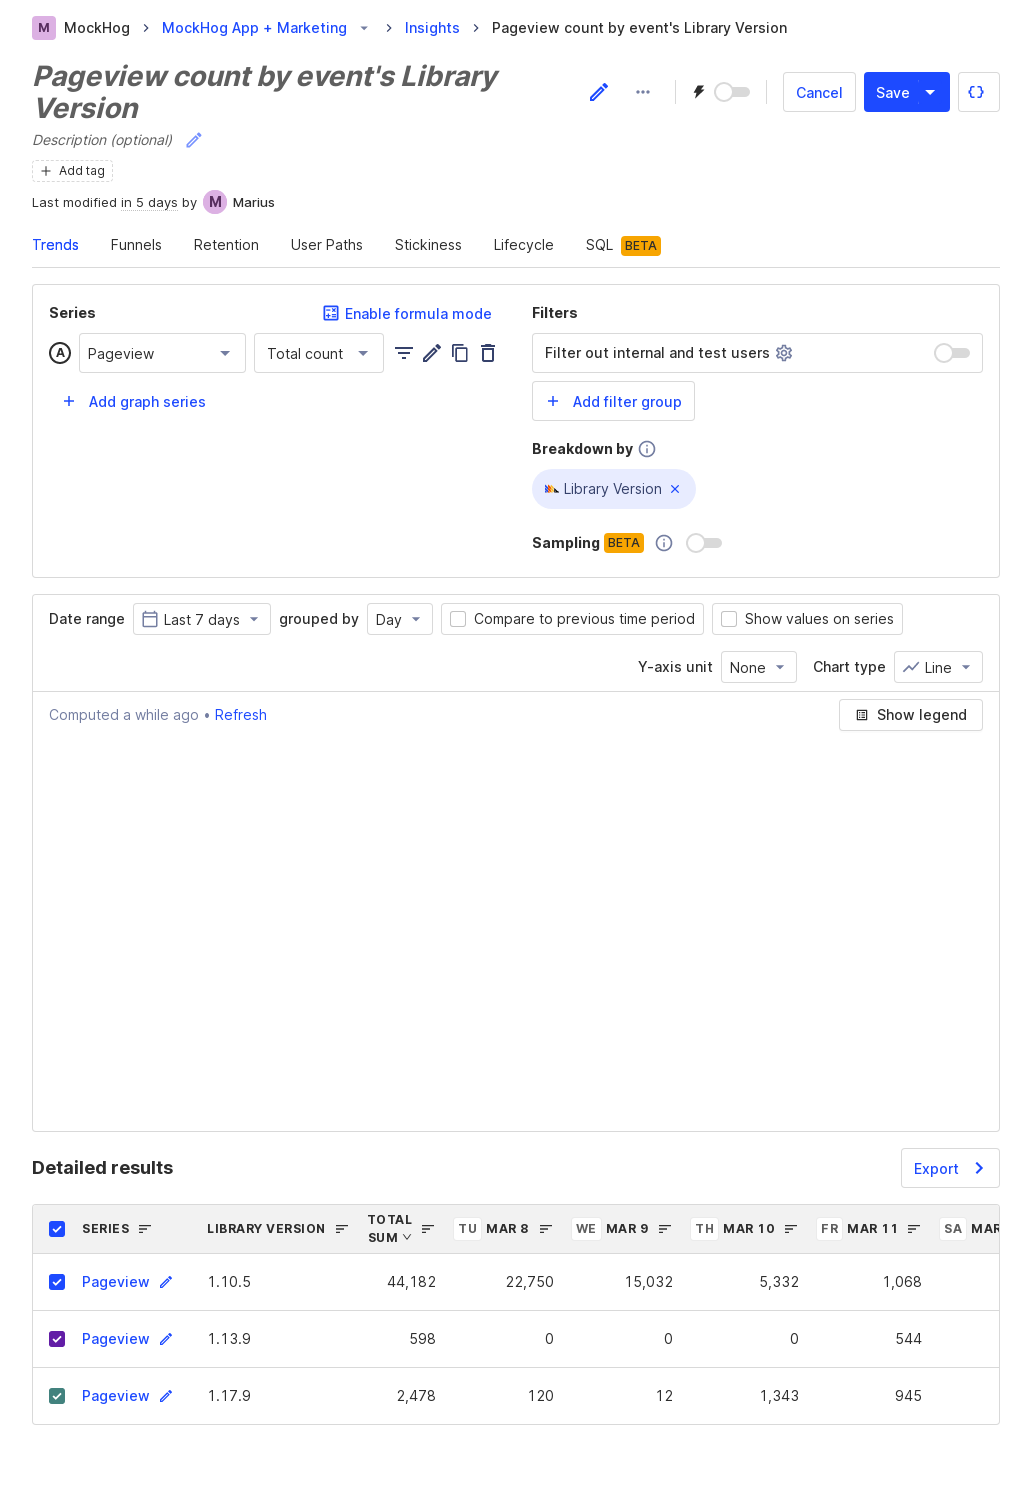 M MockHog > MockHog App + Marketing > Insights > Pageview count by event's Library Version
Pageview count by event's Library
Version
Cancel
Save
Description (optional)
+ Add tag
Last modified in 5 days by M Marius
Trends Funnels Retention User Paths Stickiness Lifecycle SQL BETA
Series
Enable formula mode
A Pageview Total count
+ Add graph series
Filters
Filter out internal and test users
+ Add filter group
Breakdown by
Library Version ×
Sampling BETA
Date range Last 7 days grouped by Day Compare to previous time period Show values on series
Y-axis unit None Chart type Line
Computed a while ago • Refresh
Show legend
Detailed results
Export
SERIES LIBRARY VERSION TOTAL SUM TU MAR 8 WE MAR 9 TH MAR 10 FR MAR 11 SA MAR
Pageview 1.10.5 44,182 22,750 15,032 5,332 1,068
Pageview 1.13.9 598 0 0 0 544
Pageview 1.17.9 2,478 120 12 1,343 945